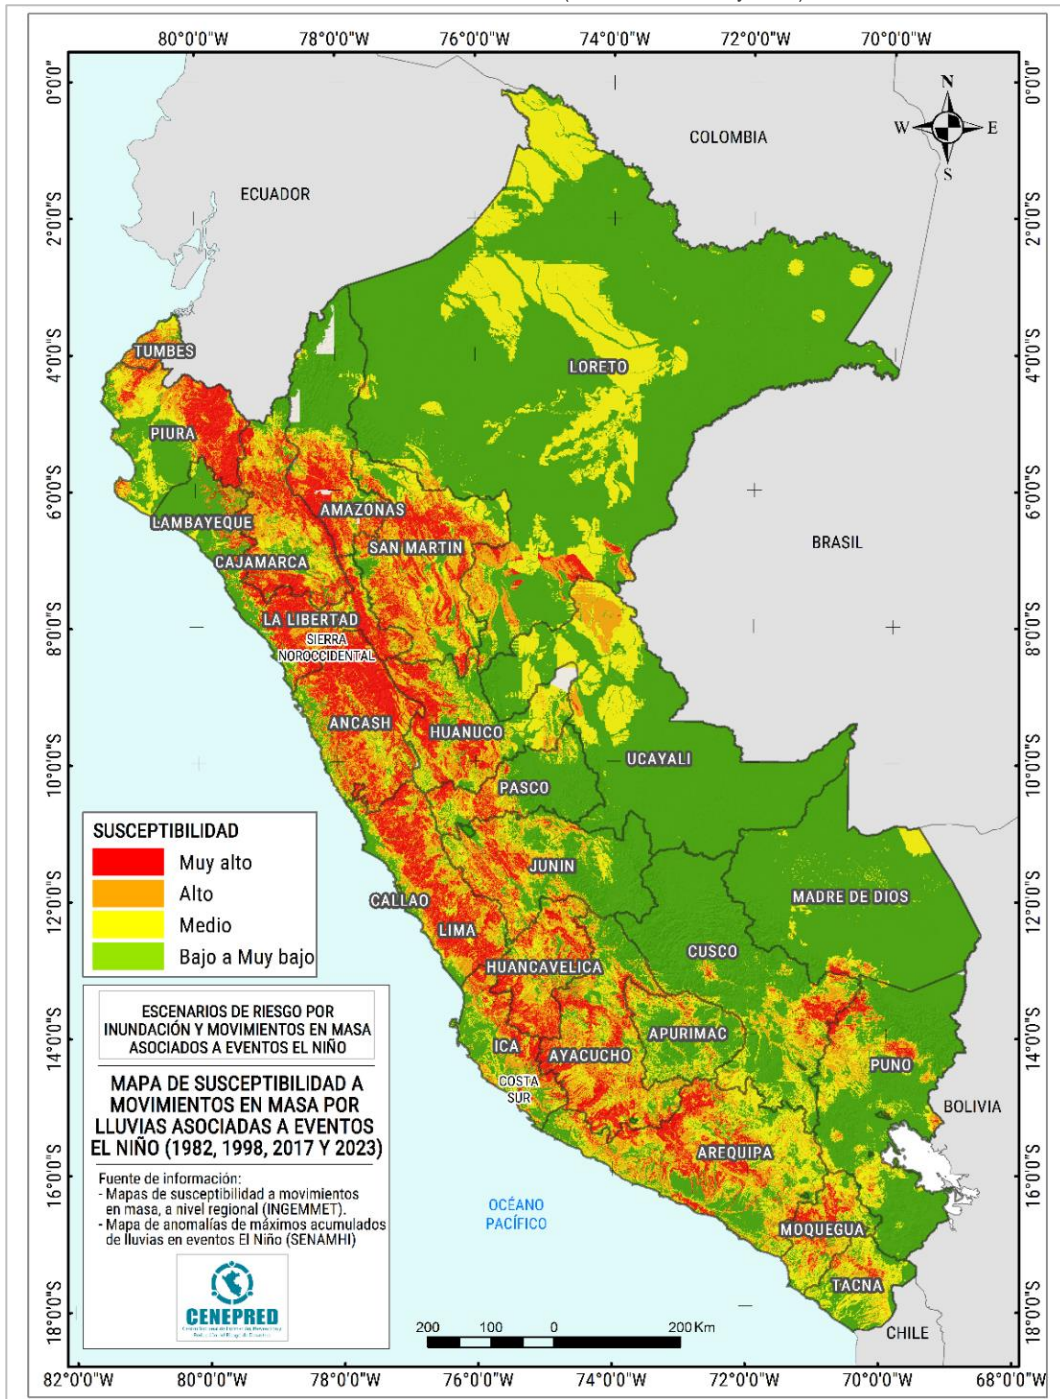 80°0'0"W 78°0'0"W 76°0'0"W 74°0'0"W 72°0'0"W 70°0'0"W
0°0'0"
2°0'0"S
4°0'0"S
6°0'0"S
8°0'0"S
10°0'0"S
12°0'0"S
14°0'0"S
16°0'0"S
18°0'0"S
N
W E
S
COLOMBIA
ECUADOR
TUMBES
LORETO
PIURA
LAMBAYEQUE
AMAZONAS
SAN MARTIN
CAJAMARCA
BRASIL
LA LIBERTAD
SIERRA
NOROCCIDENTAL
ANCASH
HUANUCO
UCAYALI
PASCO
JUNIN
CALLAO
LIMA
MADRE DE DIOS
CUSCO
HUANCAVELICA
ICA
AYACUCHO
APURIMAC
PUNO
COSTA
SUR
BOLIVIA
AREQUIPA
OCÉANO
PACÍFICO
MOQUEGUA
TACNA
CHILE
SUSCEPTIBILIDAD
Muy alto
Alto
Medio
Bajo a Muy bajo
ESCENARIOS DE RIESGO POR
INUNDACIÓN Y MOVIMIENTOS EN MASA
ASOCIADOS A EVENTOS EL NIÑO
MAPA DE SUSCEPTIBILIDAD A
MOVIMIENTOS EN MASA POR
LLUVIAS ASOCIADAS A EVENTOS
EL NIÑO (1982, 1998, 2017 Y 2023)
Fuente de información:
- Mapas de susceptibilidad a movimientos
en masa, a nivel regional (INGEMMET).
- Mapa de anomalías de máximos acumulados
de lluvias en eventos El Niño (SENAMHI)
CENEPRED
200 100 0 200 Km
0°0'0"
2°0'0"S
4°0'0"S
6°0'0"S
8°0'0"S
10°0'0"S
12°0'0"S
14°0'0"S
16°0'0"S
18°0'0"S
82°0'0"W 80°0'0"W 78°0'0"W 76°0'0"W 74°0'0"W 72°0'0"W 70°0'0"W 68°0'0"W